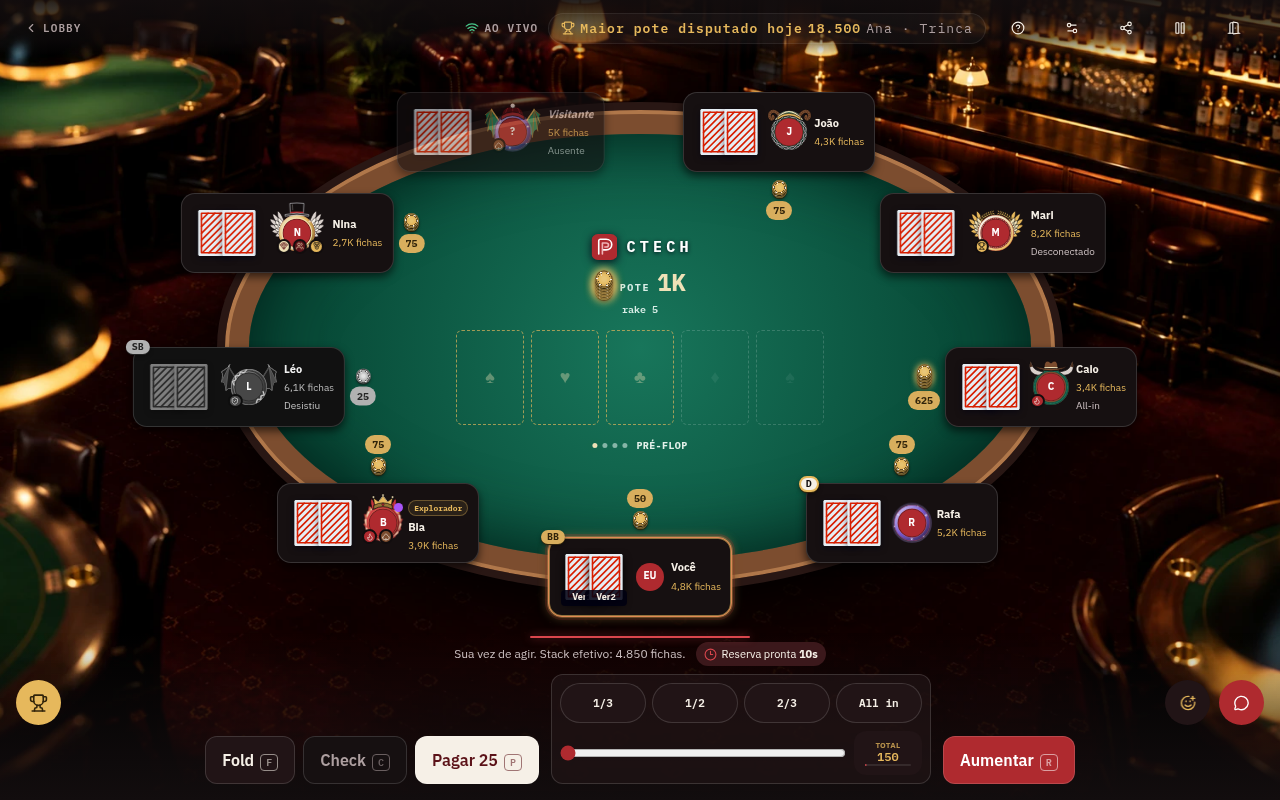 LOBBY
AO VIVO
Maior pote disputado hoje 18.500 Ana · Trinca
?
Visitante
5K fichas
Ausente
J
João
4,3K fichas
75
N
Nina
2,7K fichas
75
M
Mari
8,2K fichas
Desconectado
CTECH
POTE 1K
rake 5
SB
L
Léo
6,1K fichas
Desistiu
25
625
C
Caio
3,4K fichas
All-in
PRÉ-FLOP
75
B
Explorador
Bia
3,9K fichas
50
BB
Ver
Ver2
EU
Você
4,8K fichas
75
D
R
Rafa
5,2K fichas
Sua vez de agir. Stack efetivo: 4.850 fichas.
Reserva pronta 10s
1/3
1/2
2/3
All in
Fold F
Check C
Pagar 25 P
TOTAL
150
Aumentar R